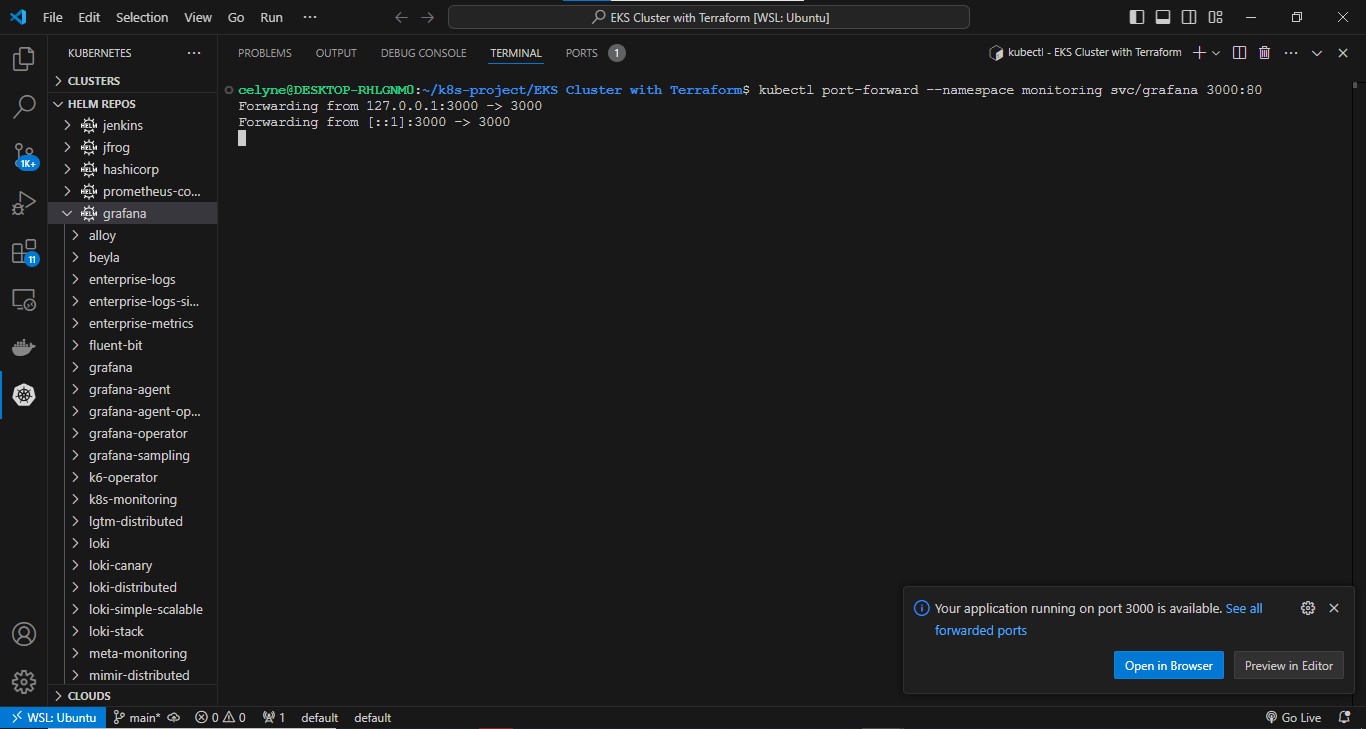 File Edit Selection View Go Run ···
EKS Cluster with Terraform [WSL: Ubuntu]
KUBERNETES ···
PROBLEMS OUTPUT DEBUG CONSOLE TERMINAL PORTS 1
kubectl - EKS Cluster with Terraform
CLUSTERS
HELM REPOS
HELM jenkins
HELM jfrog
HELM hashicorp
HELM prometheus-co...
HELM grafana
alloy
beyla
enterprise-logs
enterprise-logs-si...
enterprise-metrics
fluent-bit
grafana
grafana-agent
grafana-agent-op...
grafana-operator
grafana-sampling
k6-operator
k8s-monitoring
lgtm-distributed
loki
loki-canary
loki-distributed
loki-simple-scalable
loki-stack
meta-monitoring
mimir-distributed
CLOUDS
1K+
11
celyne@DESKTOP-RHLGNM0:~/k8s-project/EKS Cluster with Terraform$ kubectl port-forward --namespace monitoring svc/grafana 3000:80
Forwarding from 127.0.0.1:3000 -> 3000
Forwarding from [::1]:3000 -> 3000
Your application running on port 3000 is available. See all
forwarded ports
Open in Browser Preview in Editor
WSL: Ubuntu main* 0 0 1 default default
Go Live